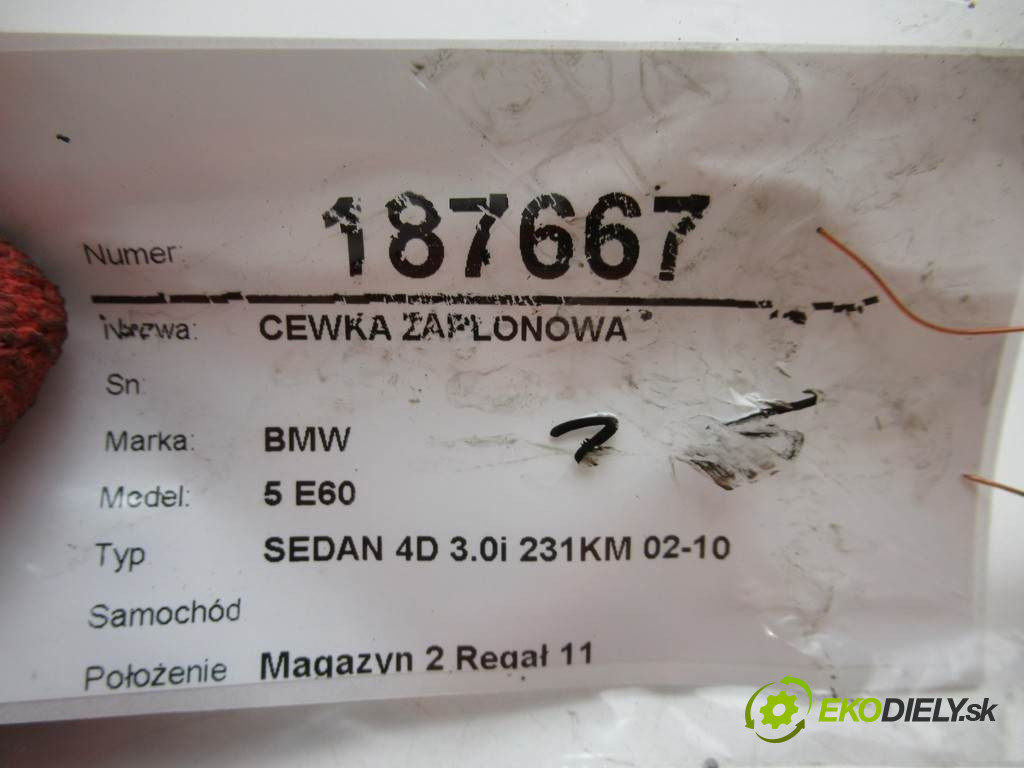 Numer: 187667
Nazwa: CEWKA ZAPŁONOWA
Sn:
Marka: BMW
Model: 5 E60
Typ SEDAN 4D 3.0i 231KM 02-10
Samochód
Położenie Magazyn 2 Regał 11
EKODIELY.sk